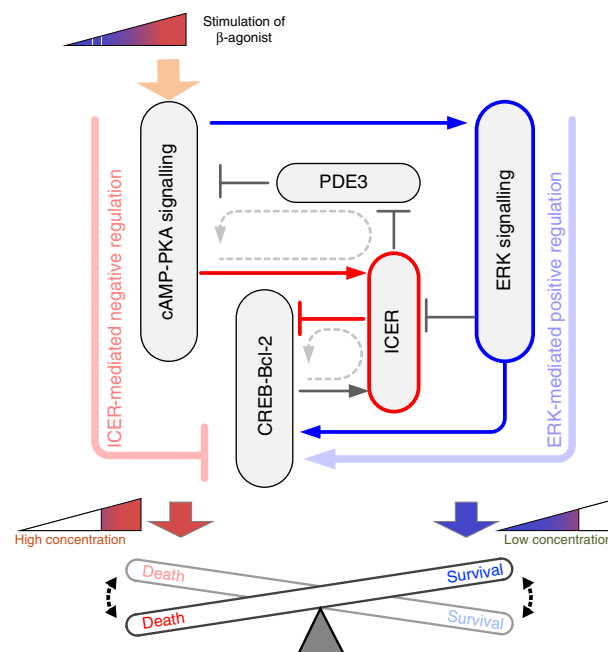 Stimulation of
β-agonist
ICER-mediated negative regulation
cAMP-PKA signalling
PDE3
ERK signalling
ERK-mediated positive regulation
ICER
CREB-Bcl-2
High concentration
Low concentration
Death
Survival
Death
Survival